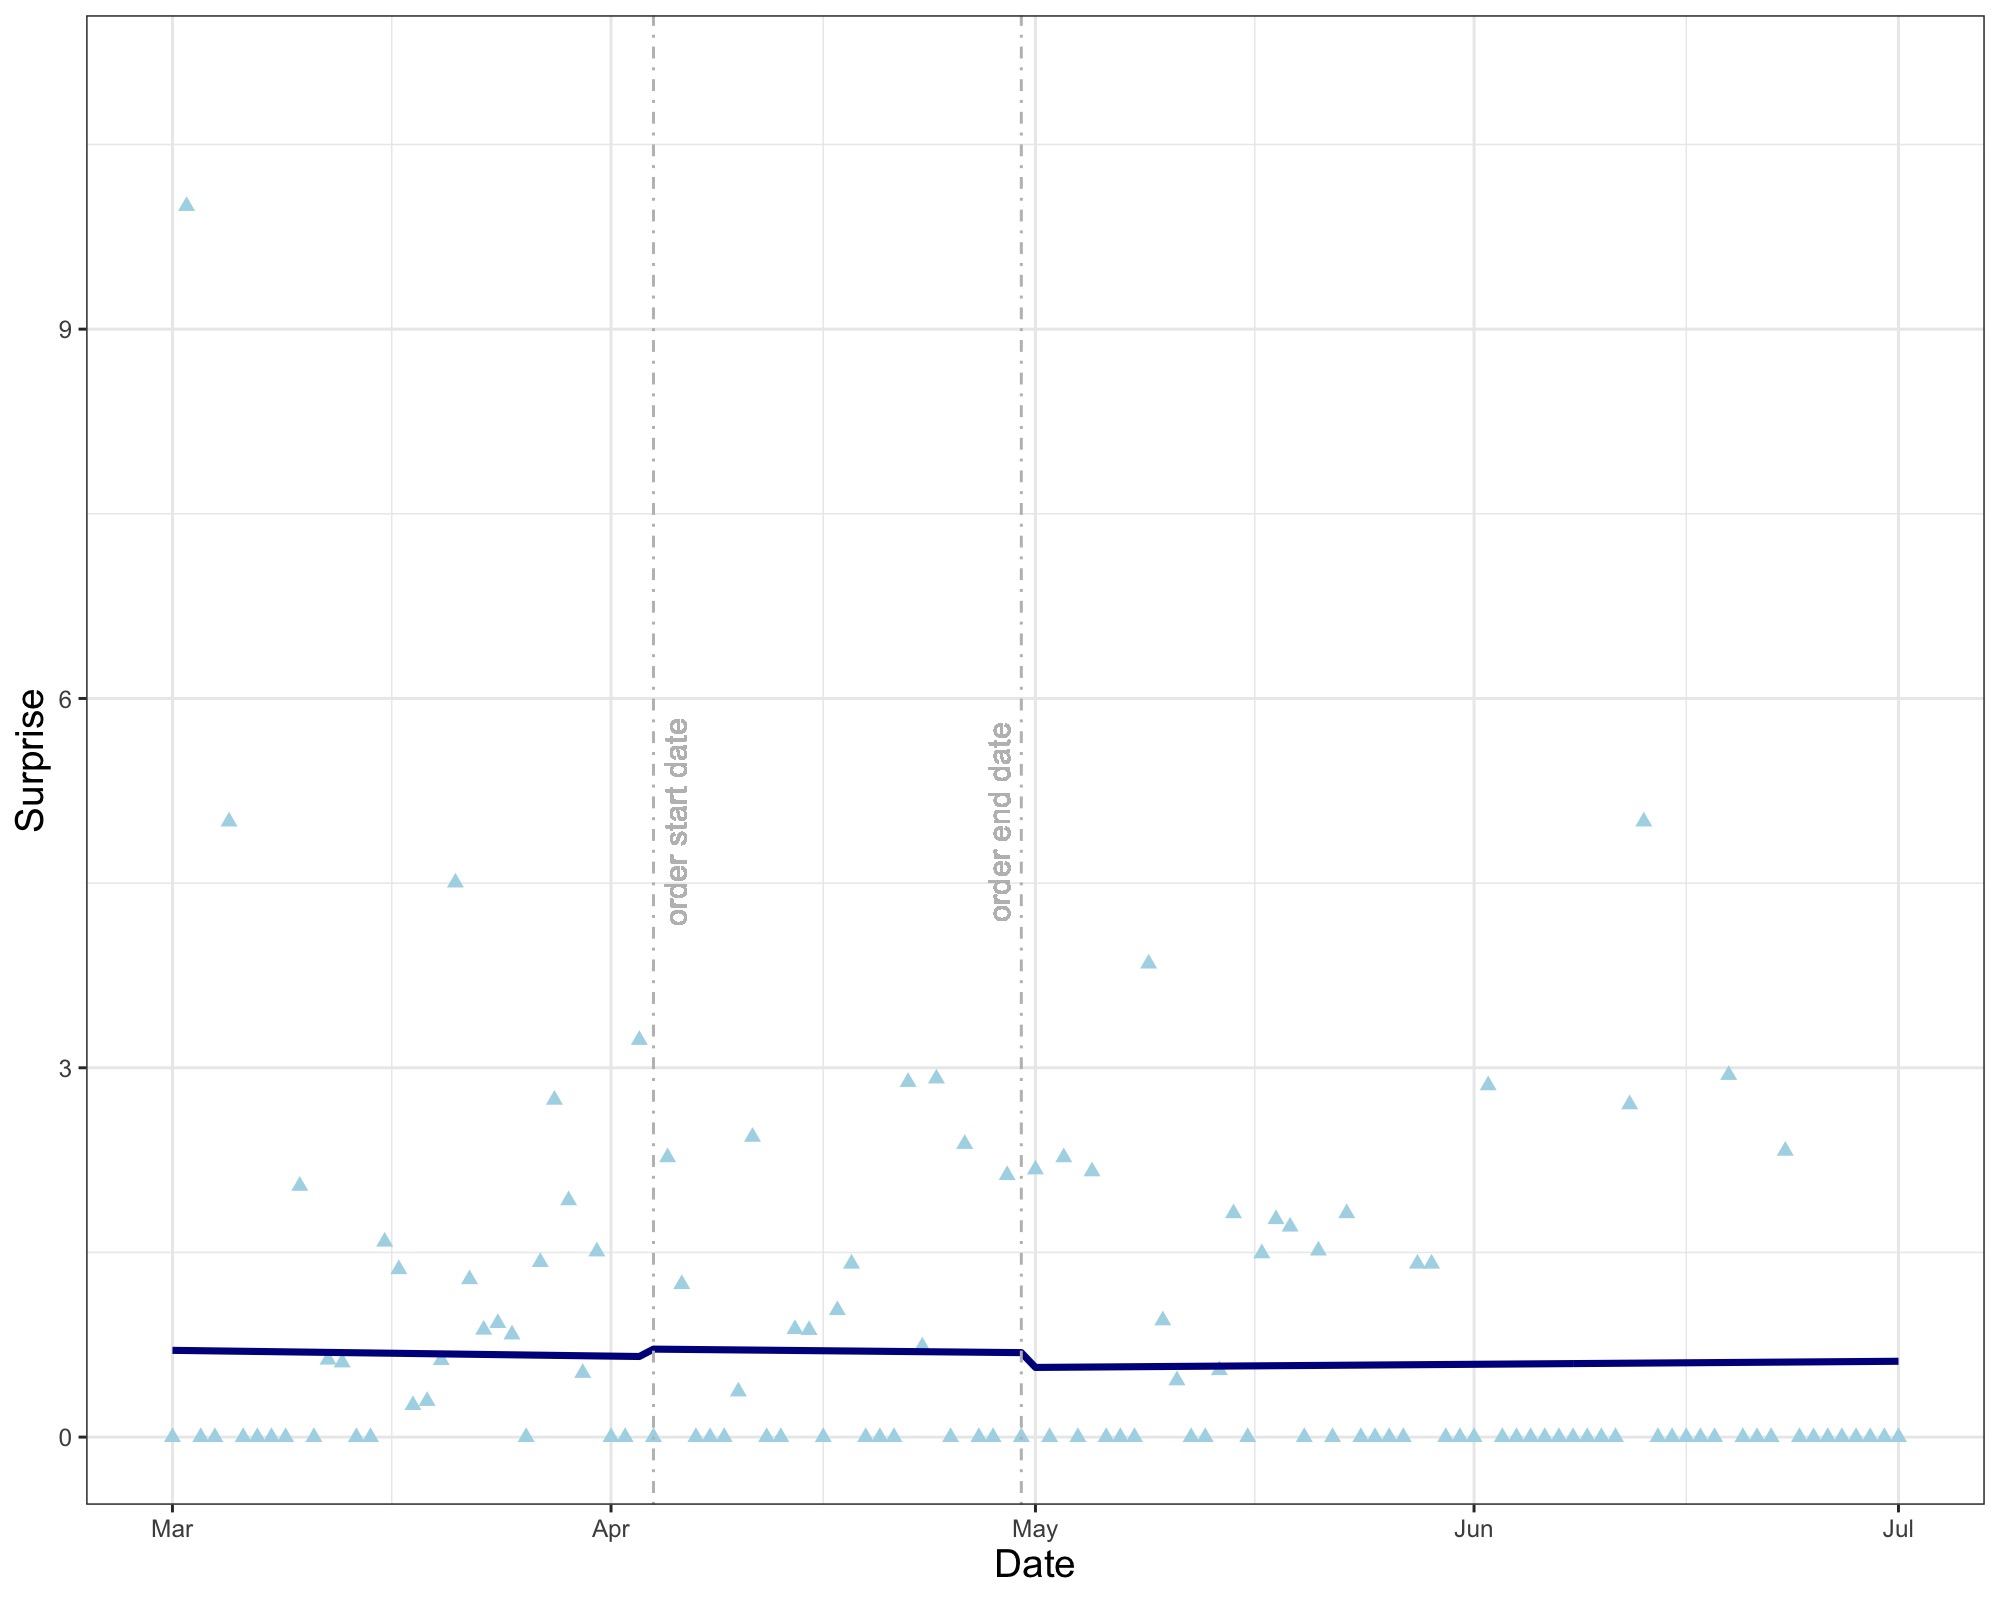 9
6
3
0
Surprise
order start date
order end date
Mar
Apr
May
Jun
Jul
Date